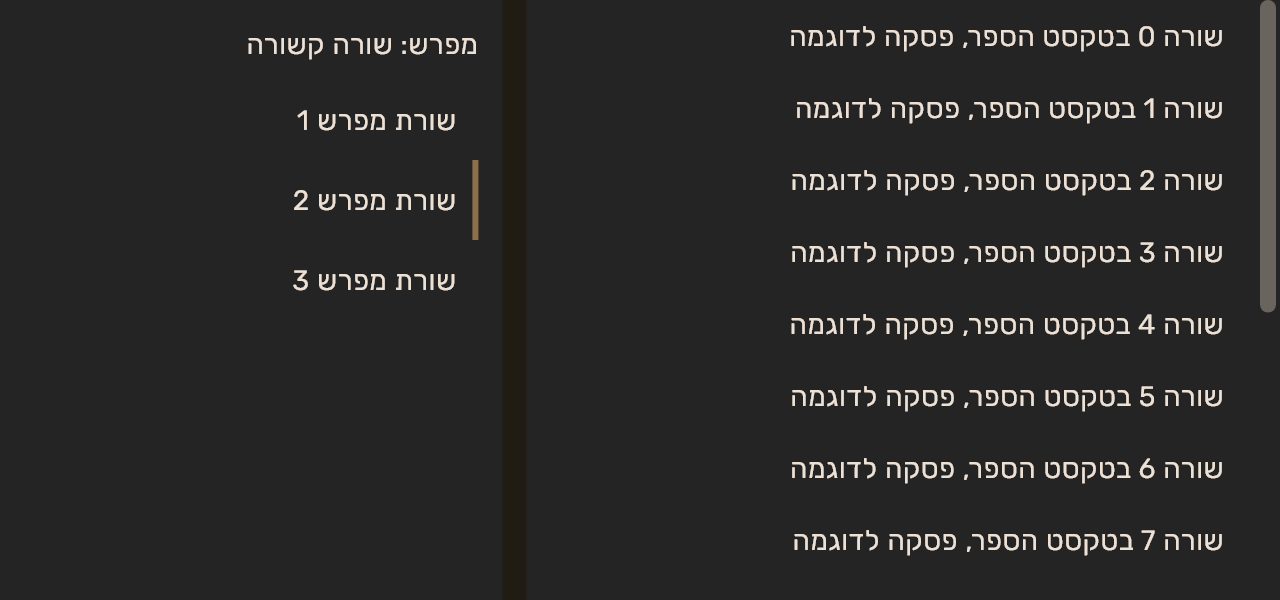 שורה 0 בטקסט הספר, פסקה לדוגמה
שורה 1 בטקסט הספר, פסקה לדוגמה
שורה 2 בטקסט הספר, פסקה לדוגמה
שורה 3 בטקסט הספר, פסקה לדוגמה
שורה 4 בטקסט הספר, פסקה לדוגמה
שורה 5 בטקסט הספר, פסקה לדוגמה
שורה 6 בטקסט הספר, פסקה לדוגמה
שורה 7 בטקסט הספר, פסקה לדוגמה
מפרש: שורה קשורה
שורת מפרש 1
שורת מפרש 2
שורת מפרש 3